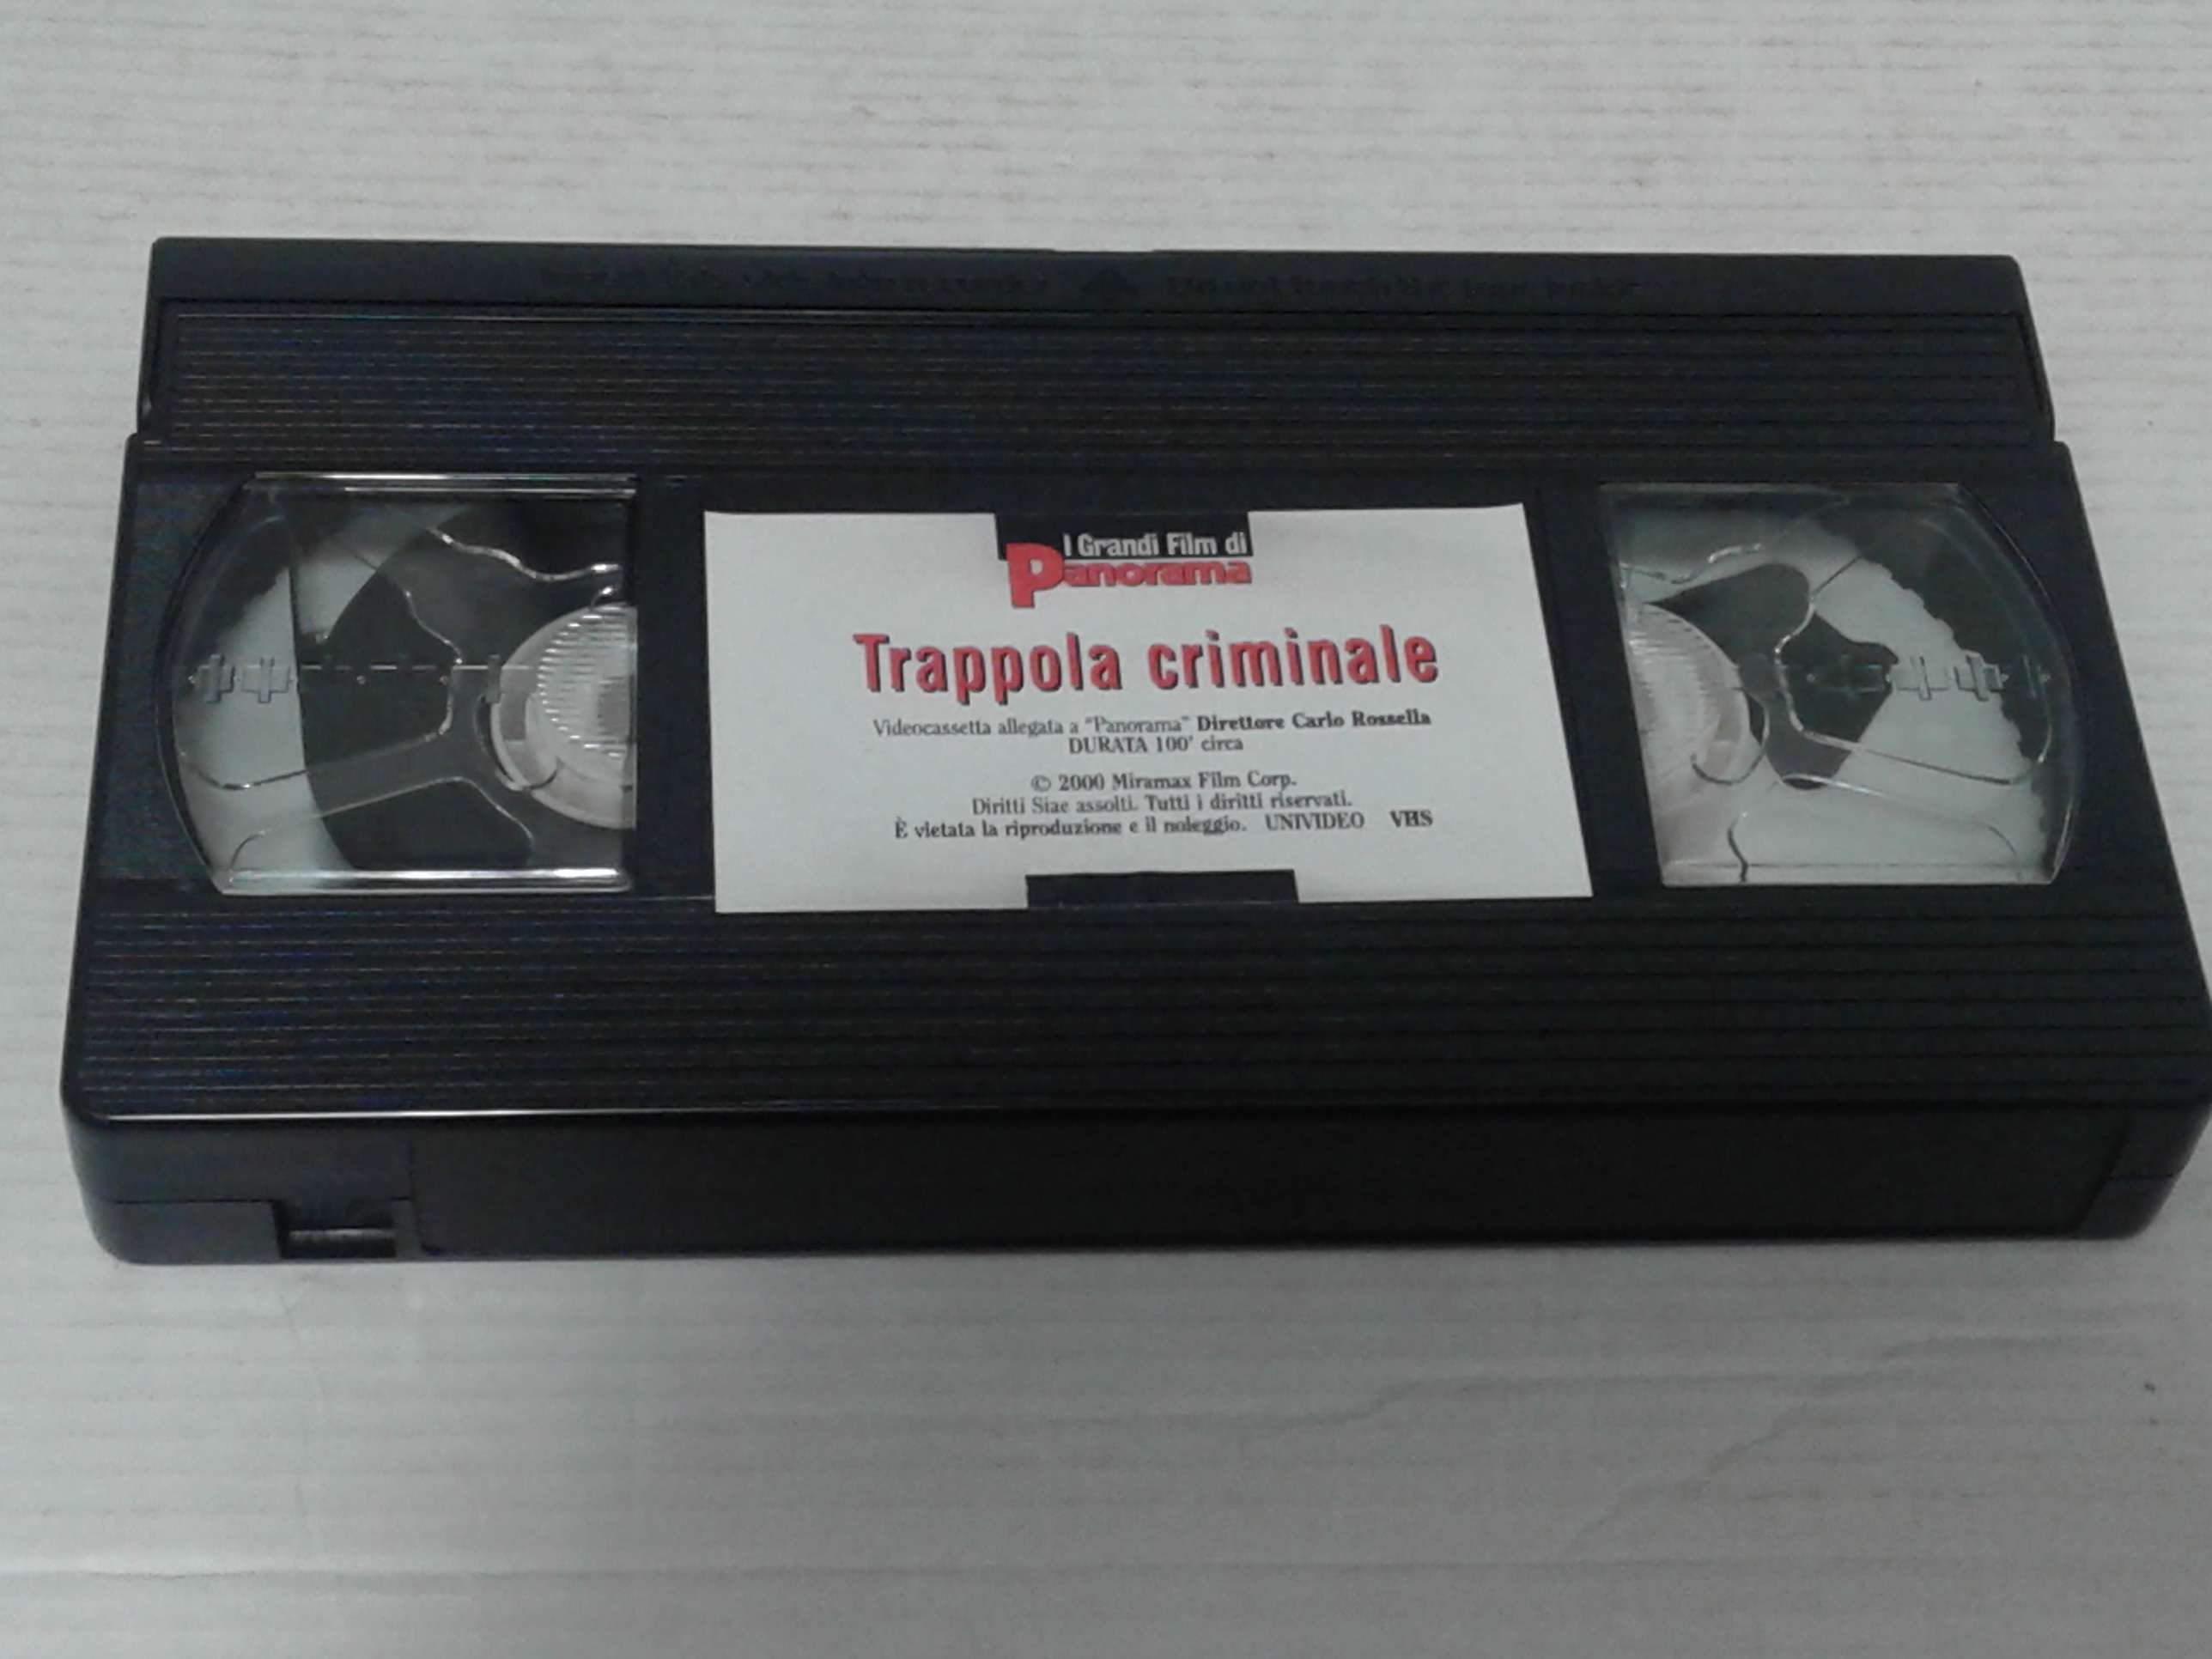 I Grandi Film di
Panorama
Trappola criminale
Videocassetta allegata a "Panorama" Direttore Carlo Rossella
DURATA 100' circa
© 2000 Miramax Film Corp.
Diritti Siae assolti. Tutti i diritti riservati.
È vietata la riproduzione e il noleggio. UNIVIDEO VHS